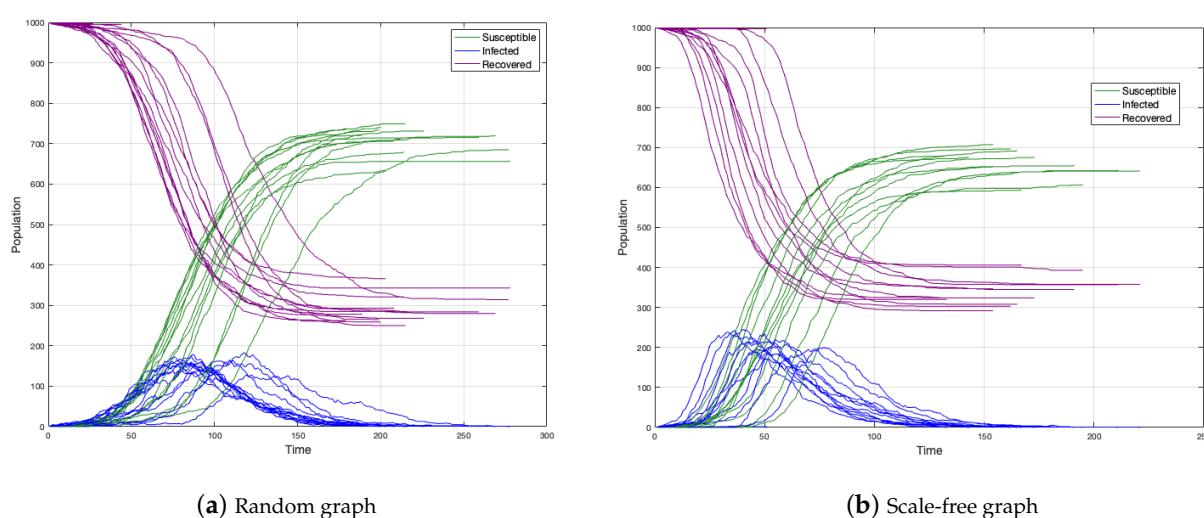 1000
900
800
700
600
500
400
300
200
100
0
0 50 100 150 200 250 300
Population
Time
Susceptible
Infected
Recovered
(a) Random graph
1000
900
800
700
600
500
400
300
200
100
0
0 50 100 150 200 250
Population
Time
Susceptible
Infected
Recovered
(b) Scale-free graph